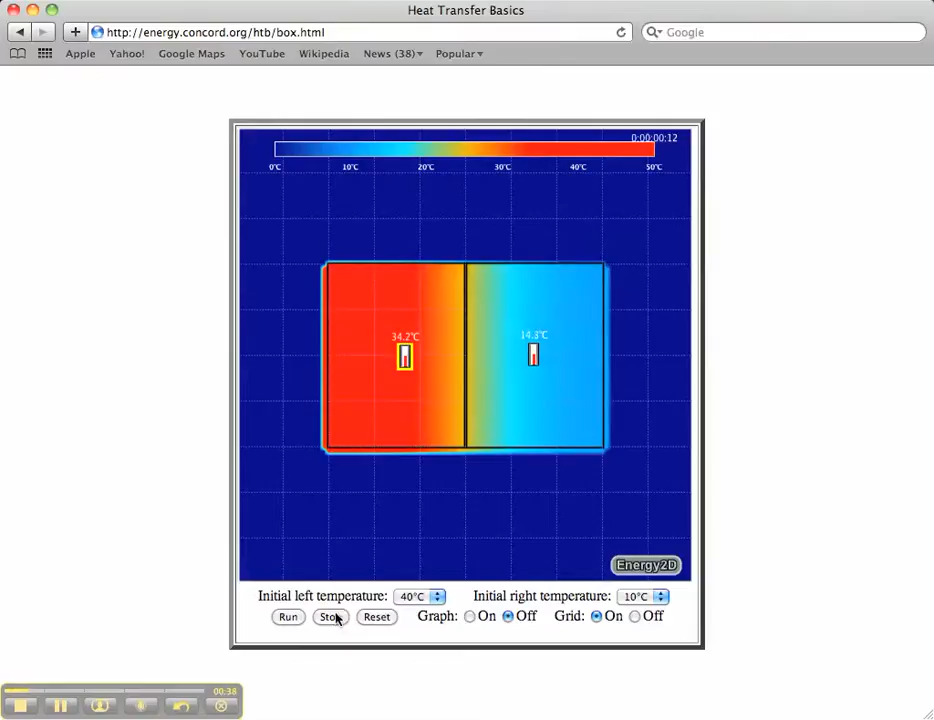 Heat Transfer Basics
http://energy.concord.org/htb/box.html
Google
Apple Yahoo! Google Maps YouTube Wikipedia News (38) Popular
0:00:00:12
0℃ 10℃ 20℃ 30℃ 40℃ 50℃
34.2℃ 14.3℃
Energy2D
Initial left temperature: 40℃ Initial right temperature: 10℃
Run Stop Reset Graph: On Off Grid: On Off
00:38